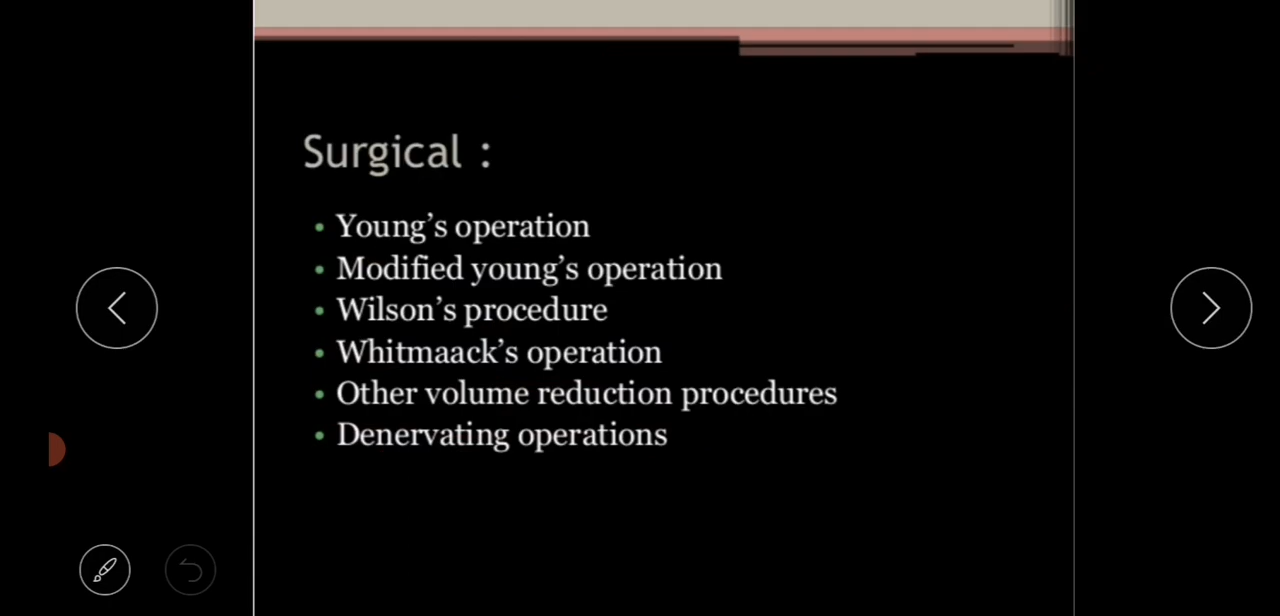 Surgical :
• Young's operation
• Modified young's operation
• Wilson's procedure
• Whitmaack's operation
• Other volume reduction procedures
• Denervating operations